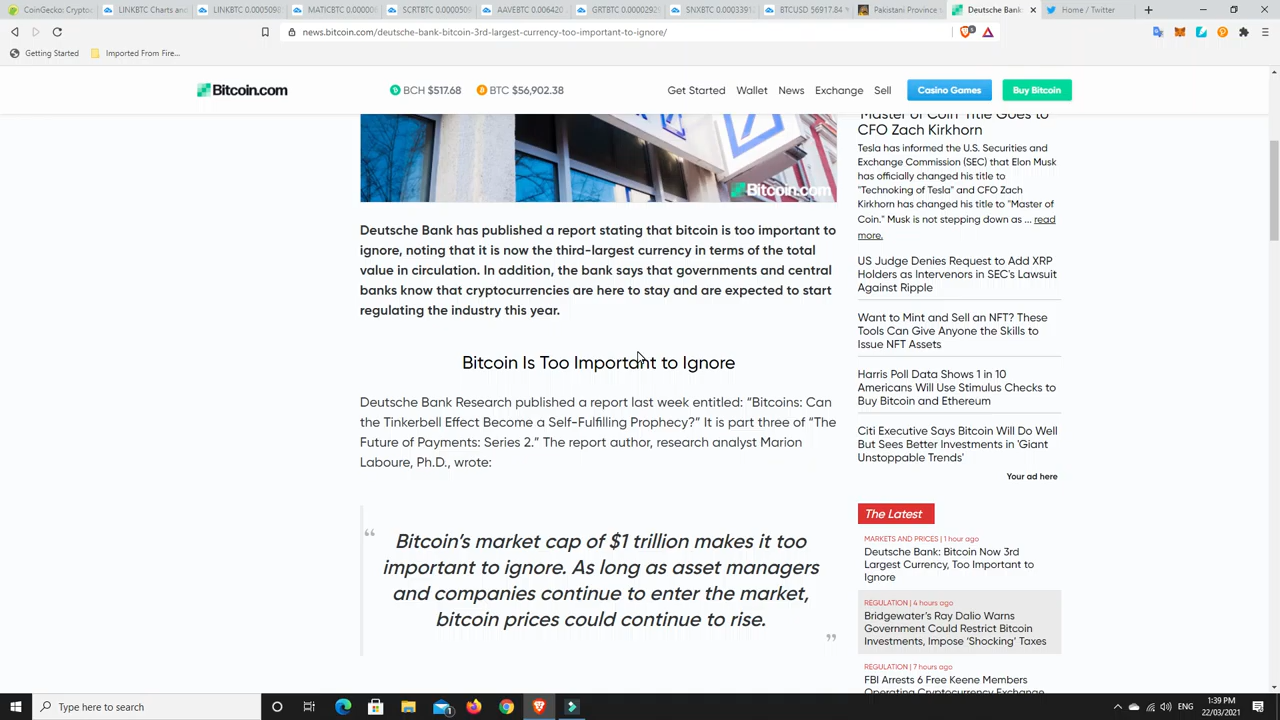 CoinGecko: Crypto
LINKBTC Charts and
LINKBTC 0.0005098
MATICBTC 0.000000
SCRTBTC 0.0000509
AAVEBTC 0.006420
GRTBTC 0.0000292
SNXBTC 0.000339
BTCUSD 56917.84
Pakistani Province
Deutsche Bank:
Home / Twitter
news.bitcoin.com/deutsche-bank-bitcoin-3rd-largest-currency-too-important-to-ignore/
Getting Started
Imported From Fire...
Bitcoin.com
BCH $517.68
BTC $56,902.38
Get Started
Wallet
News
Exchange
Sell
Casino Games
Buy Bitcoin
Bitcoin.com
Deutsche Bank has published a report stating that bitcoin is too important to
ignore, noting that it is now the third-largest currency in terms of the total
value in circulation. In addition, the bank says that governments and central
banks know that cryptocurrencies are here to stay and are expected to start
regulating the industry this year.
Bitcoin Is Too Important to Ignore
Deutsche Bank Research published a report last week entitled: “Bitcoins: Can
the Tinkerbell Effect Become a Self-Fulfilling Prophecy?” It is part three of “The
Future of Payments: Series 2.” The report author, research analyst Marion
Laboure, Ph.D., wrote:
“
Bitcoin’s market cap of $1 trillion makes it too
important to ignore. As long as asset managers
and companies continue to enter the market,
bitcoin prices could continue to rise.
”
'Master of Coin' Title Goes to
CFO Zach Kirkhorn
Tesla has informed the U.S. Securities and
Exchange Commission (SEC) that Elon Musk
has officially changed his title to
"Technoking of Tesla" and CFO Zach
Kirkhorn has changed his title to "Master of
Coin." Musk is not stepping down as ... read
more.
US Judge Denies Request to Add XRP
Holders as Intervenors in SEC's Lawsuit
Against Ripple
Want to Mint and Sell an NFT? These
Tools Can Give Anyone the Skills to
Issue NFT Assets
Harris Poll Data Shows 1 in 10
Americans Will Use Stimulus Checks to
Buy Bitcoin and Ethereum
Citi Executive Says Bitcoin Will Do Well
But Sees Better Investments in 'Giant
Unstoppable Trends'
Your ad here
The Latest
MARKETS AND PRICES | 1 hour ago
Deutsche Bank: Bitcoin Now 3rd
Largest Currency, Too Important to
Ignore
REGULATION | 4 hours ago
Bridgewater's Ray Dalio Warns
Government Could Restrict Bitcoin
Investments, Impose 'Shocking' Taxes
REGULATION | 7 hours ago
FBI Arrests 6 Free Keene Members
Operating Cryptocurrency Exchange
Type here to search
ENG
1:39 PM
22/03/2021